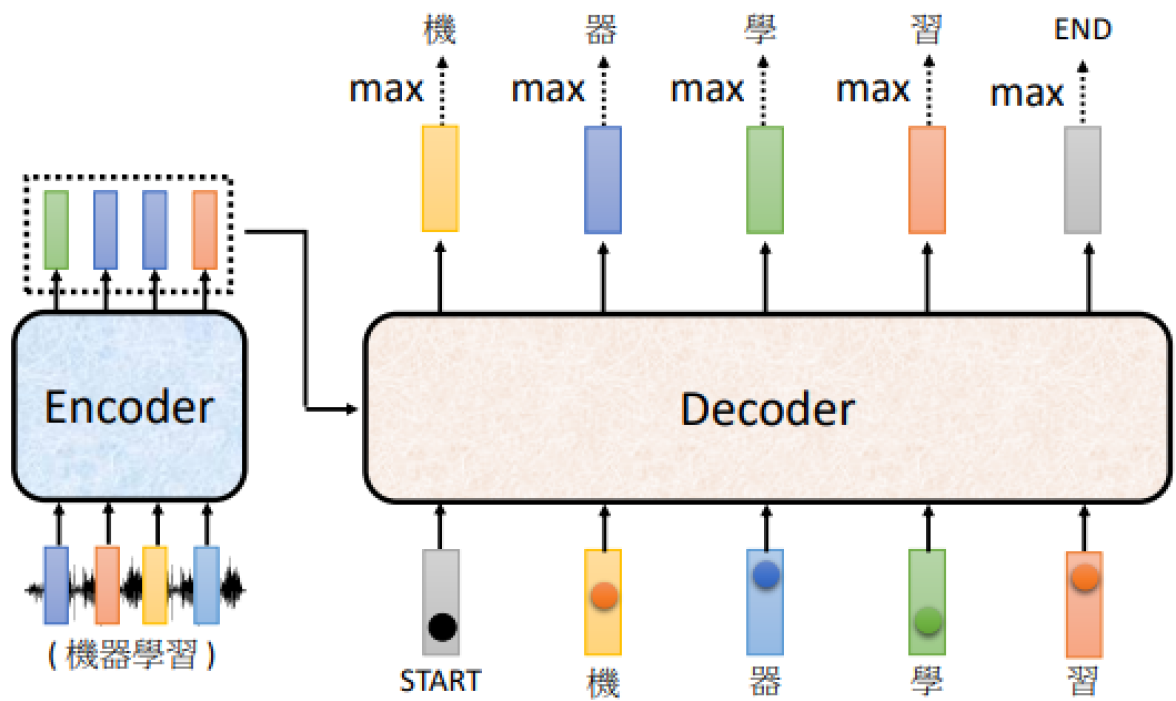 機 器 學 習 END
max max max max max
Encoder
Decoder
( 機器學習 )
START 機 器 學 習